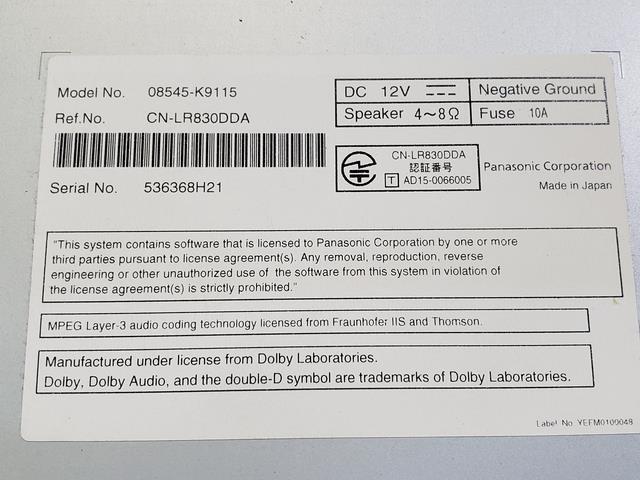 Model No. 08545-K9115
Ref.No. CN-LR830DDA
Serial No. 536368H21
DC 12V Negative Ground
Speaker 4～8Ω Fuse 10A
CN-LR830DDA
認証番号
T AD15-0066005
Panasonic Corporation
Made in Japan
"This system contains software that is licensed to Panasonic Corporation by one or more
third parties pursuant to license agreement(s). Any removal, reproduction, reverse
engineering or other unauthorized use of the software from this system in violation of
the license agreement(s) is strictly prohibited."
MPEG Layer-3 audio coding technology licensed from Fraunhofer IIS and Thomson.
Manufactured under license from Dolby Laboratories.
Dolby, Dolby Audio, and the double-D symbol are trademarks of Dolby Laboratories.
Label No. YEFM0100048